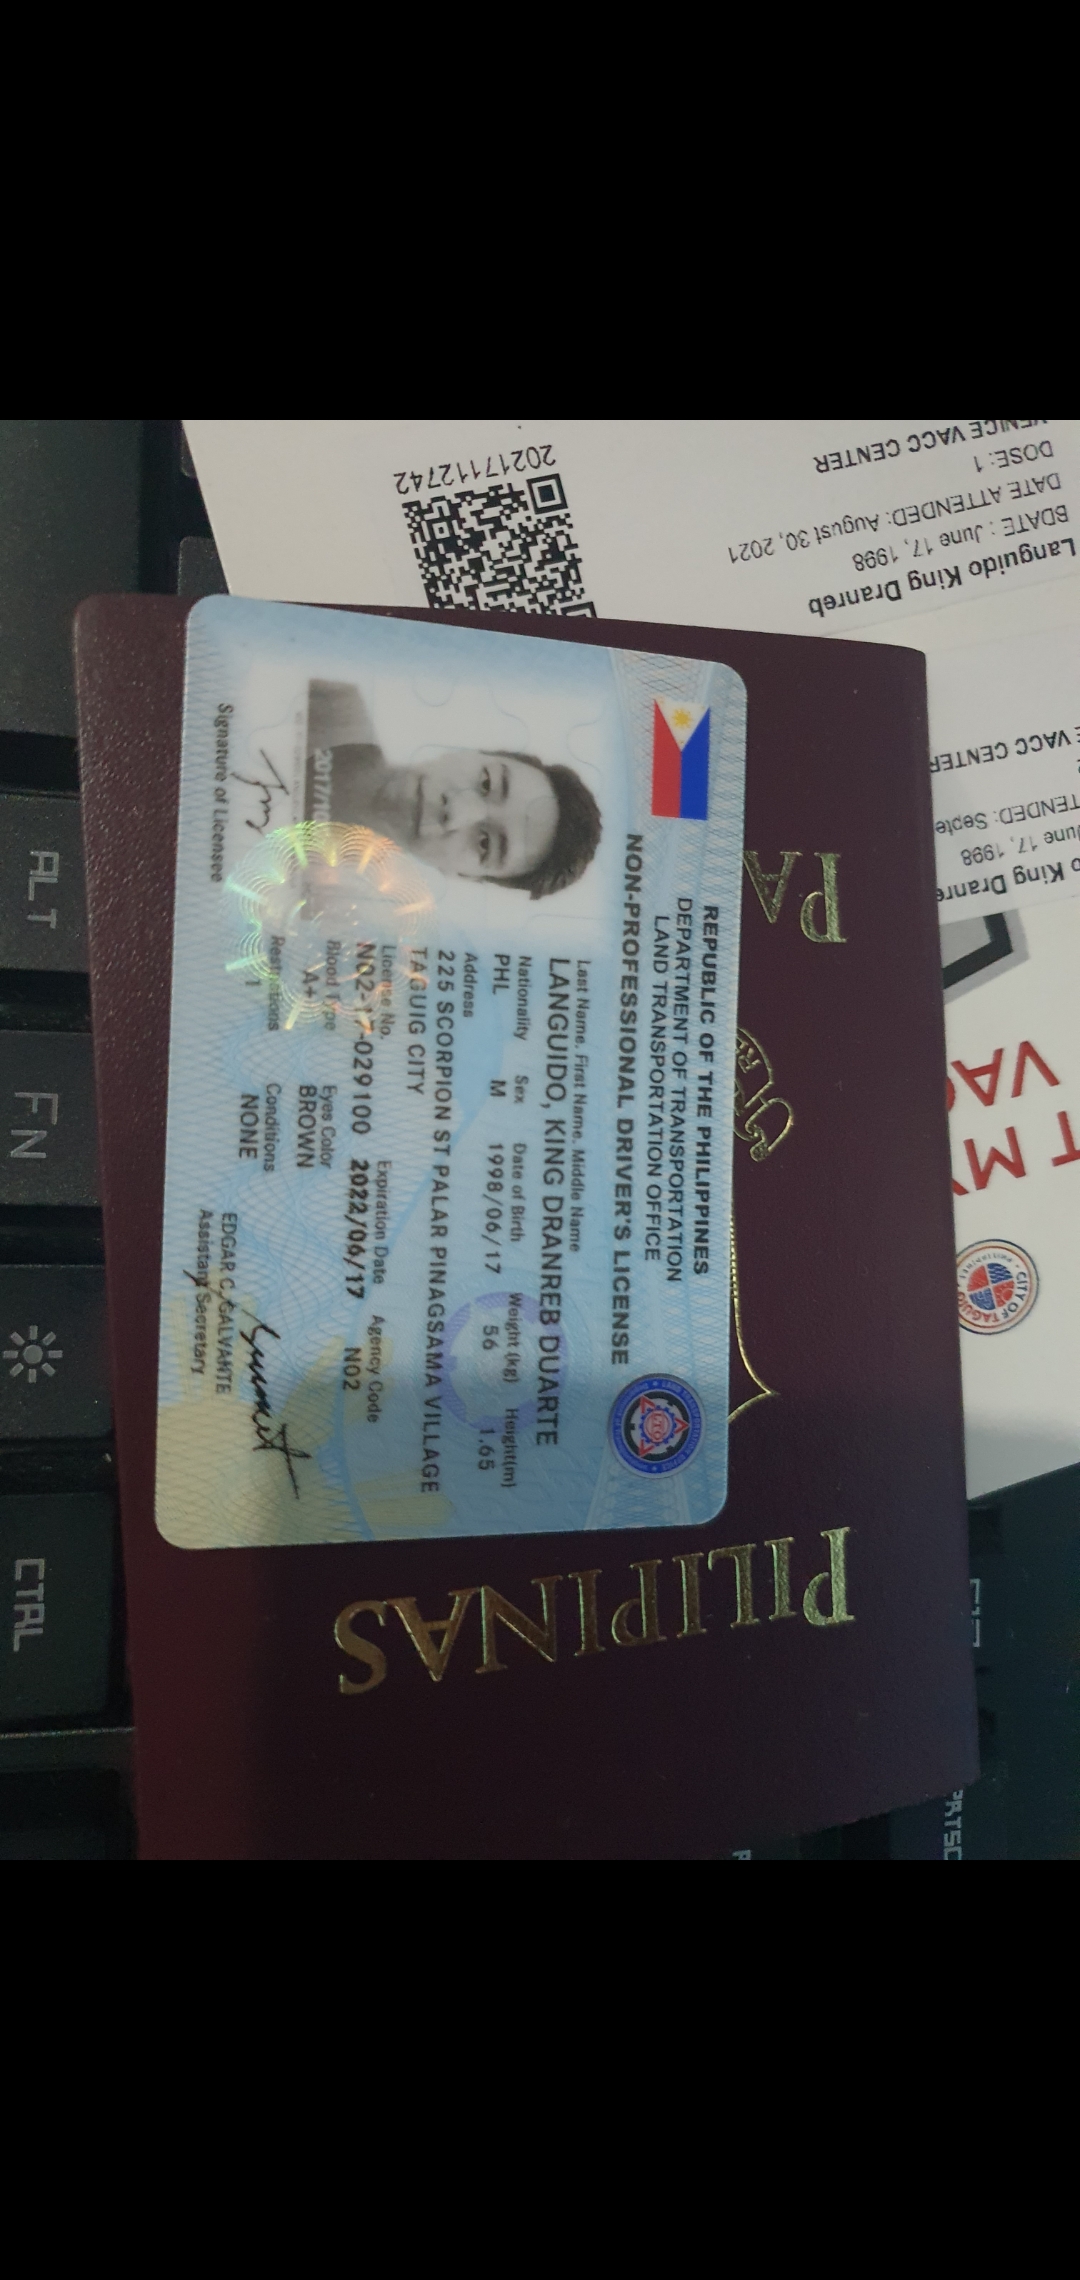 REPUBLIC OF THE PHILIPPINES
DEPARTMENT OF TRANSPORTATION
LAND TRANSPORTATION OFFICE
NON-PROFESSIONAL DRIVER'S LICENSE
Last Name, First Name, Middle Name
LANGUIDO, KING DRANREB DUARTE
Nationality Sex Date of Birth Weight (kg) Height(m)
PHL M 1998/06/17 56 1.65
Address
225 SCORPION ST PALAR PINAGSAMA VILLAGE
TAGUIG CITY
License No. Expiration Date Agency Code
N02-17-029100 2022/06/17 N02
Blood Type Eyes Color
A+ BROWN
Restrictions Conditions
1 NONE
Signature of Licensee
EDGAR C. GALVANTE
Assistant Secretary
PILIPINAS
PA
Languido King Dranreb
BDATE : June 17, 1998
DATE ATTENDED: August 30, 2021
DOSE: 1
VENICE VACC CENTER
20217112742
King Dranre
June 17, 1998
TENDED: Septe
VACC CENTER
T MY
VA
CITY OF TAGUIG
ALT
FN
CTRL
PRTSC